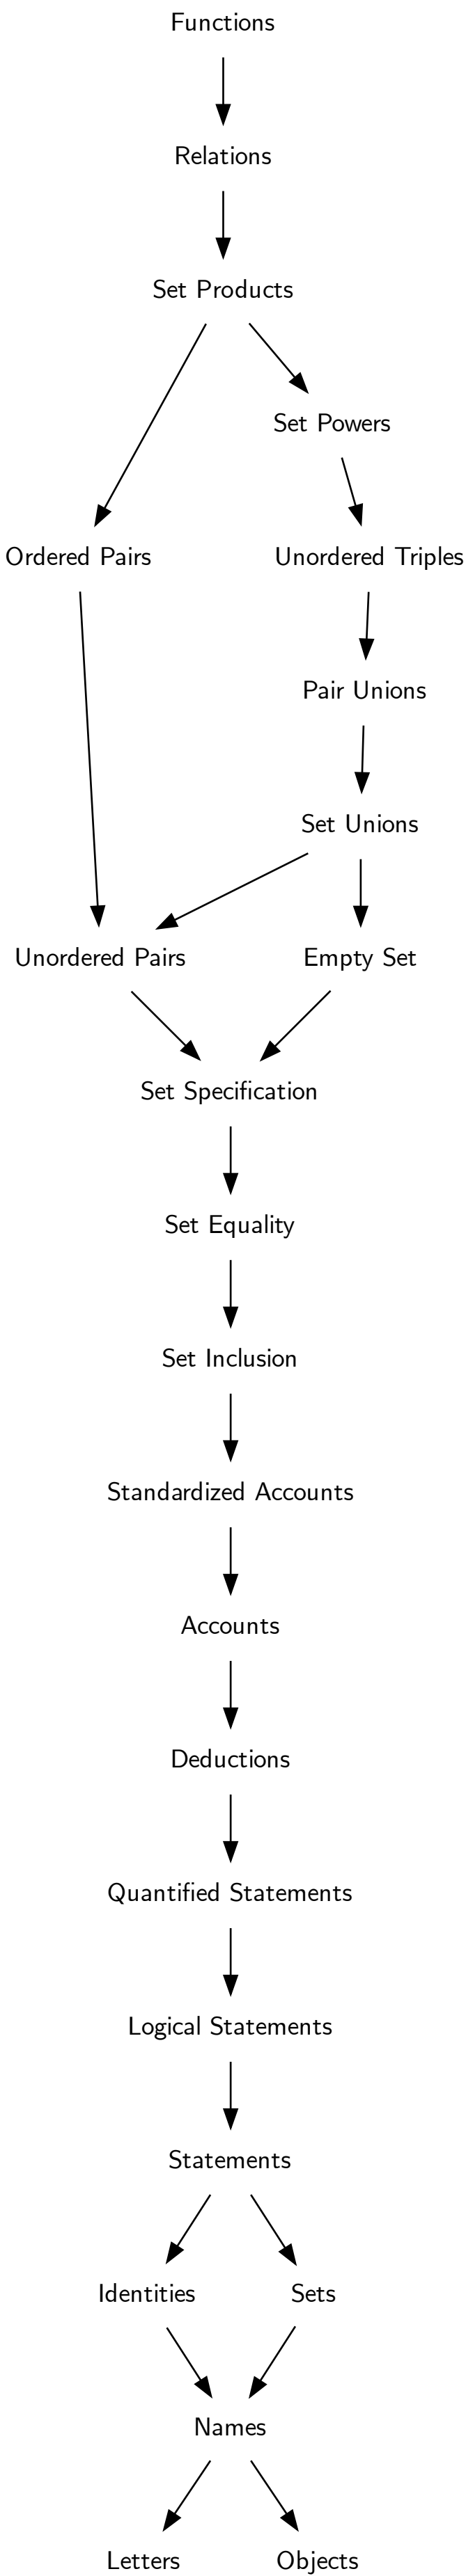 Functions
Relations
Set Products
Set Powers
Ordered Pairs
Unordered Triples
Pair Unions
Set Unions
Unordered Pairs
Empty Set
Set Specification
Set Equality
Set Inclusion
Standardized Accounts
Accounts
Deductions
Quantified Statements
Logical Statements
Statements
Identities
Sets
Names
Letters
Objects